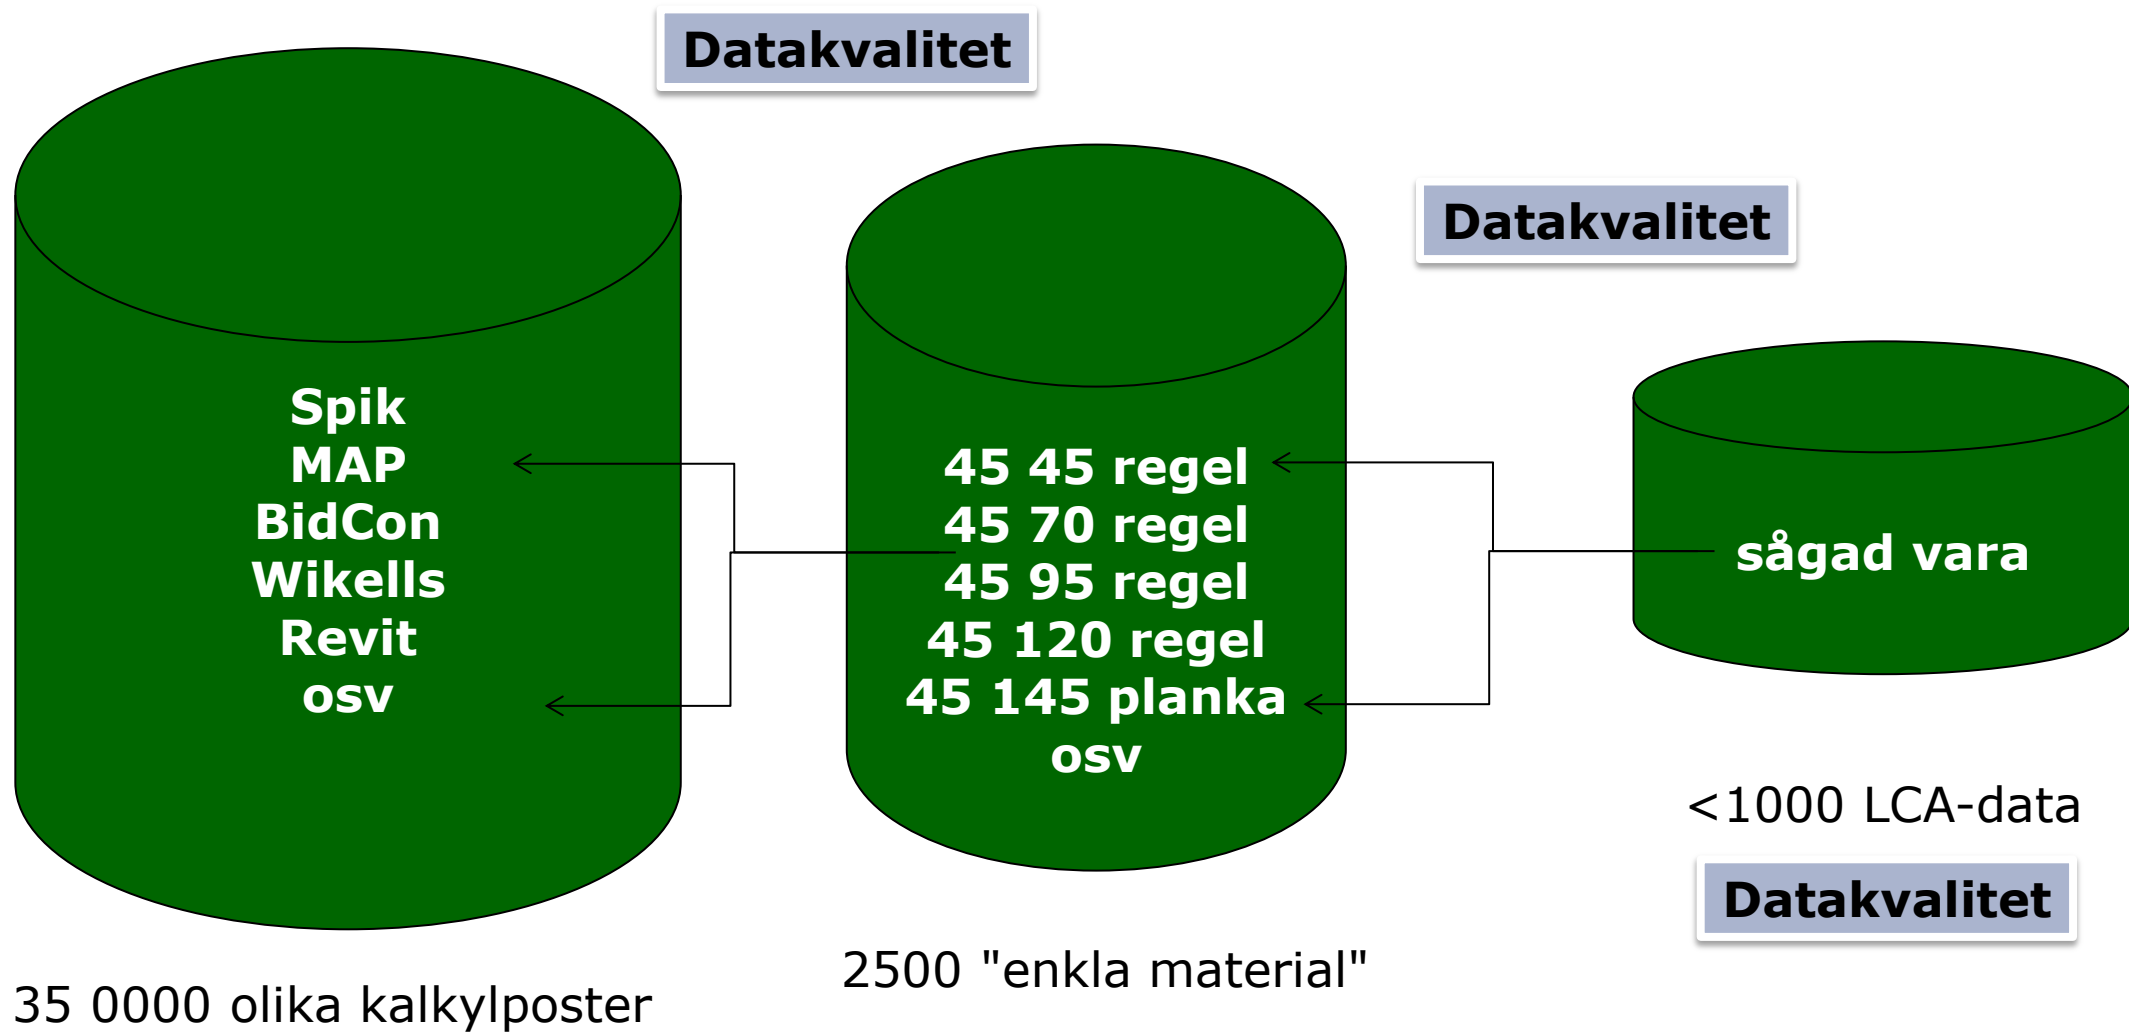 Datakvalitet
Datakvalitet
Spik
MAP
BidCon
Wikells
Revit
osv
45 45 regel
45 70 regel
45 95 regel
45 120 regel
45 145 planka
osv
sågad vara
<1000 LCA-data
Datakvalitet
2500 "enkla material"
35 0000 olika kalkylposter